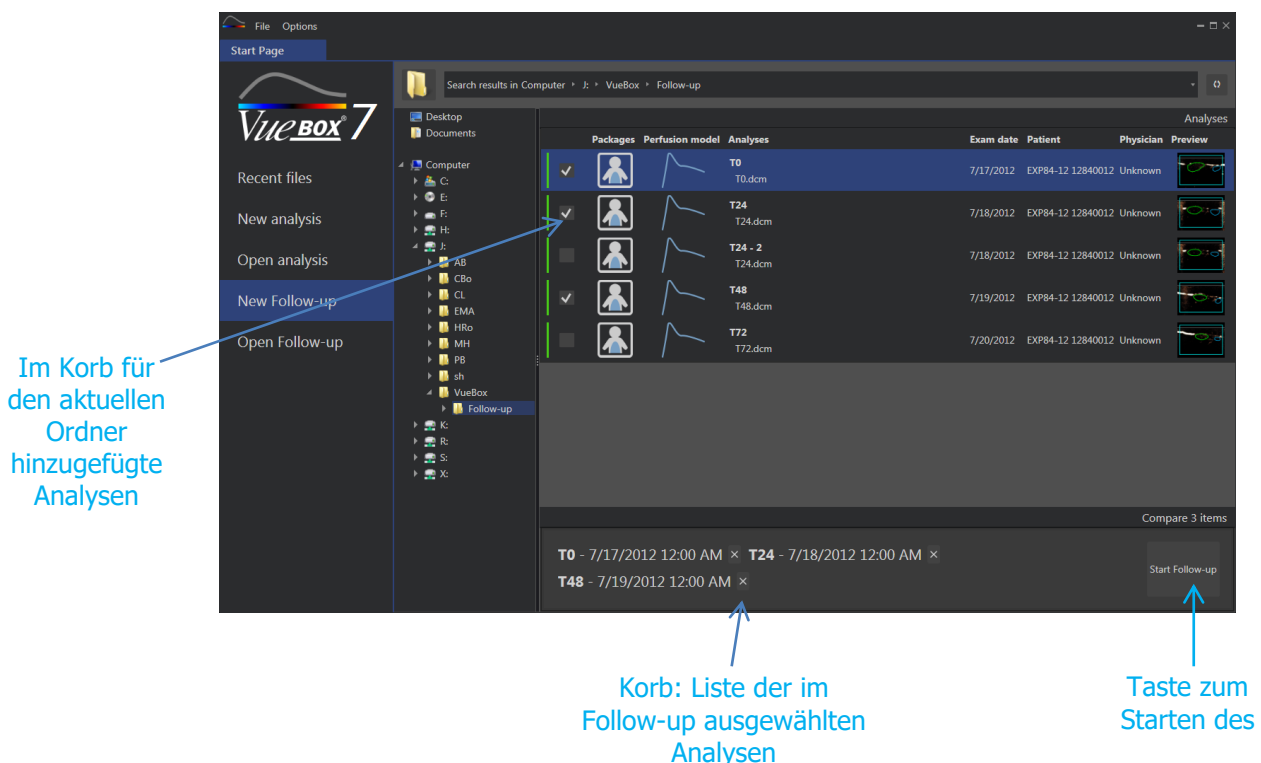 File Options
Start Page
VUEBOX® 7
Recent files
New analysis
Open analysis
New Follow-up
Open Follow-up
Search results in Computer J: VueBox Follow-up
Desktop
Documents
Computer
C:
E:
F:
H:
J:
AB
CBo
CL
EMA
HRo
MH
PB
sh
VueBox
Follow-up
K:
R:
S:
X:
Analyses
Packages Perfusion model Analyses Exam date Patient Physician Preview
T0
T0.dcm
7/17/2012 EXP84-12 12840012 Unknown
T24
T24.dcm
7/18/2012 EXP84-12 12840012 Unknown
T24 - 2
T24.dcm
7/18/2012 EXP84-12 12840012 Unknown
T48
T48.dcm
7/19/2012 EXP84-12 12840012 Unknown
T72
T72.dcm
7/20/2012 EXP84-12 12840012 Unknown
Compare 3 items
T0 - 7/17/2012 12:00 AM × T24 - 7/18/2012 12:00 AM ×
T48 - 7/19/2012 12:00 AM ×
Start Follow-up
Im Korb für
den aktuellen
Ordner
hinzugefügte
Analysen
Korb: Liste der im
Follow-up ausgewählten
Analysen
Taste zum
Starten des